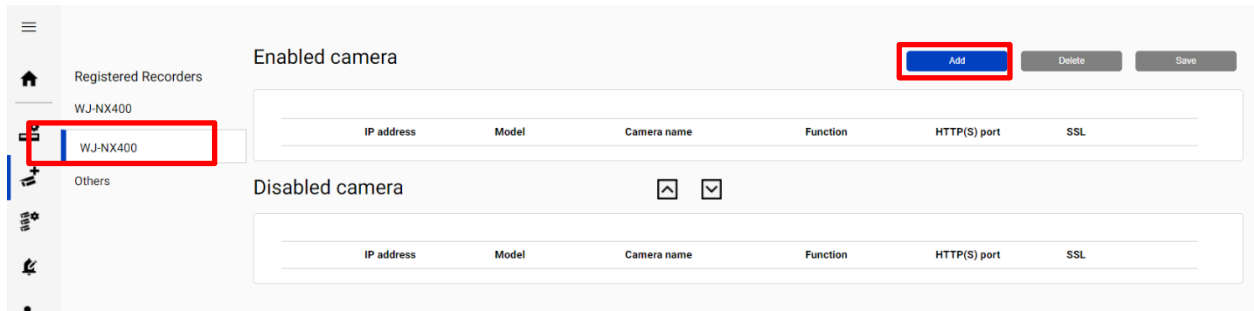 Enabled camera
Add
Delete
Save
Registered Recorders
WJ-NX400
WJ-NX400
Others
IP address Model Camera name Function HTTP(S) port SSL
Disabled camera
IP address Model Camera name Function HTTP(S) port SSL